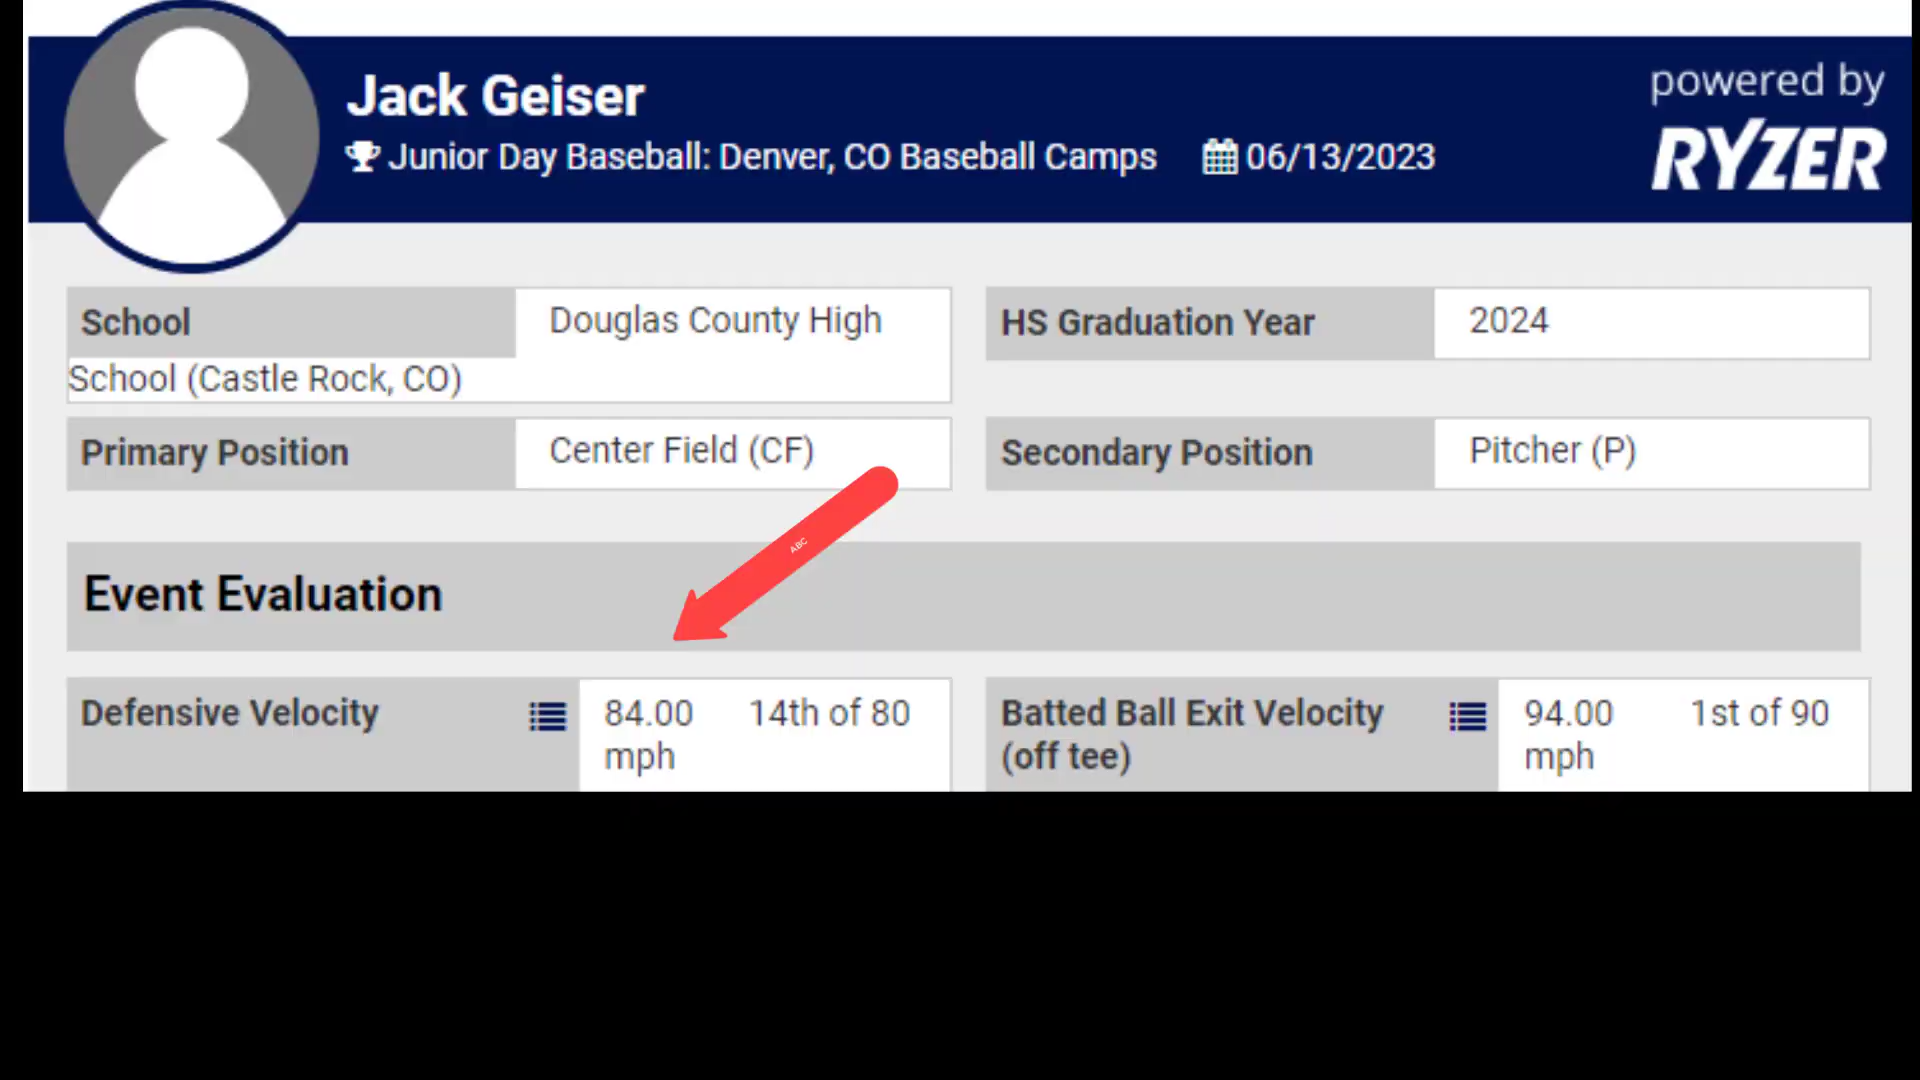 Jack Geiser
Junior Day Baseball: Denver, CO Baseball Camps 06/13/2023
powered by
RYZER
School Douglas County High
School (Castle Rock, CO)
HS Graduation Year 2024
Primary Position Center Field (CF)
Secondary Position Pitcher (P)
ABC
Event Evaluation
Defensive Velocity 84.00 14th of 80
mph
Batted Ball Exit Velocity 94.00 1st of 90
(off tee) mph